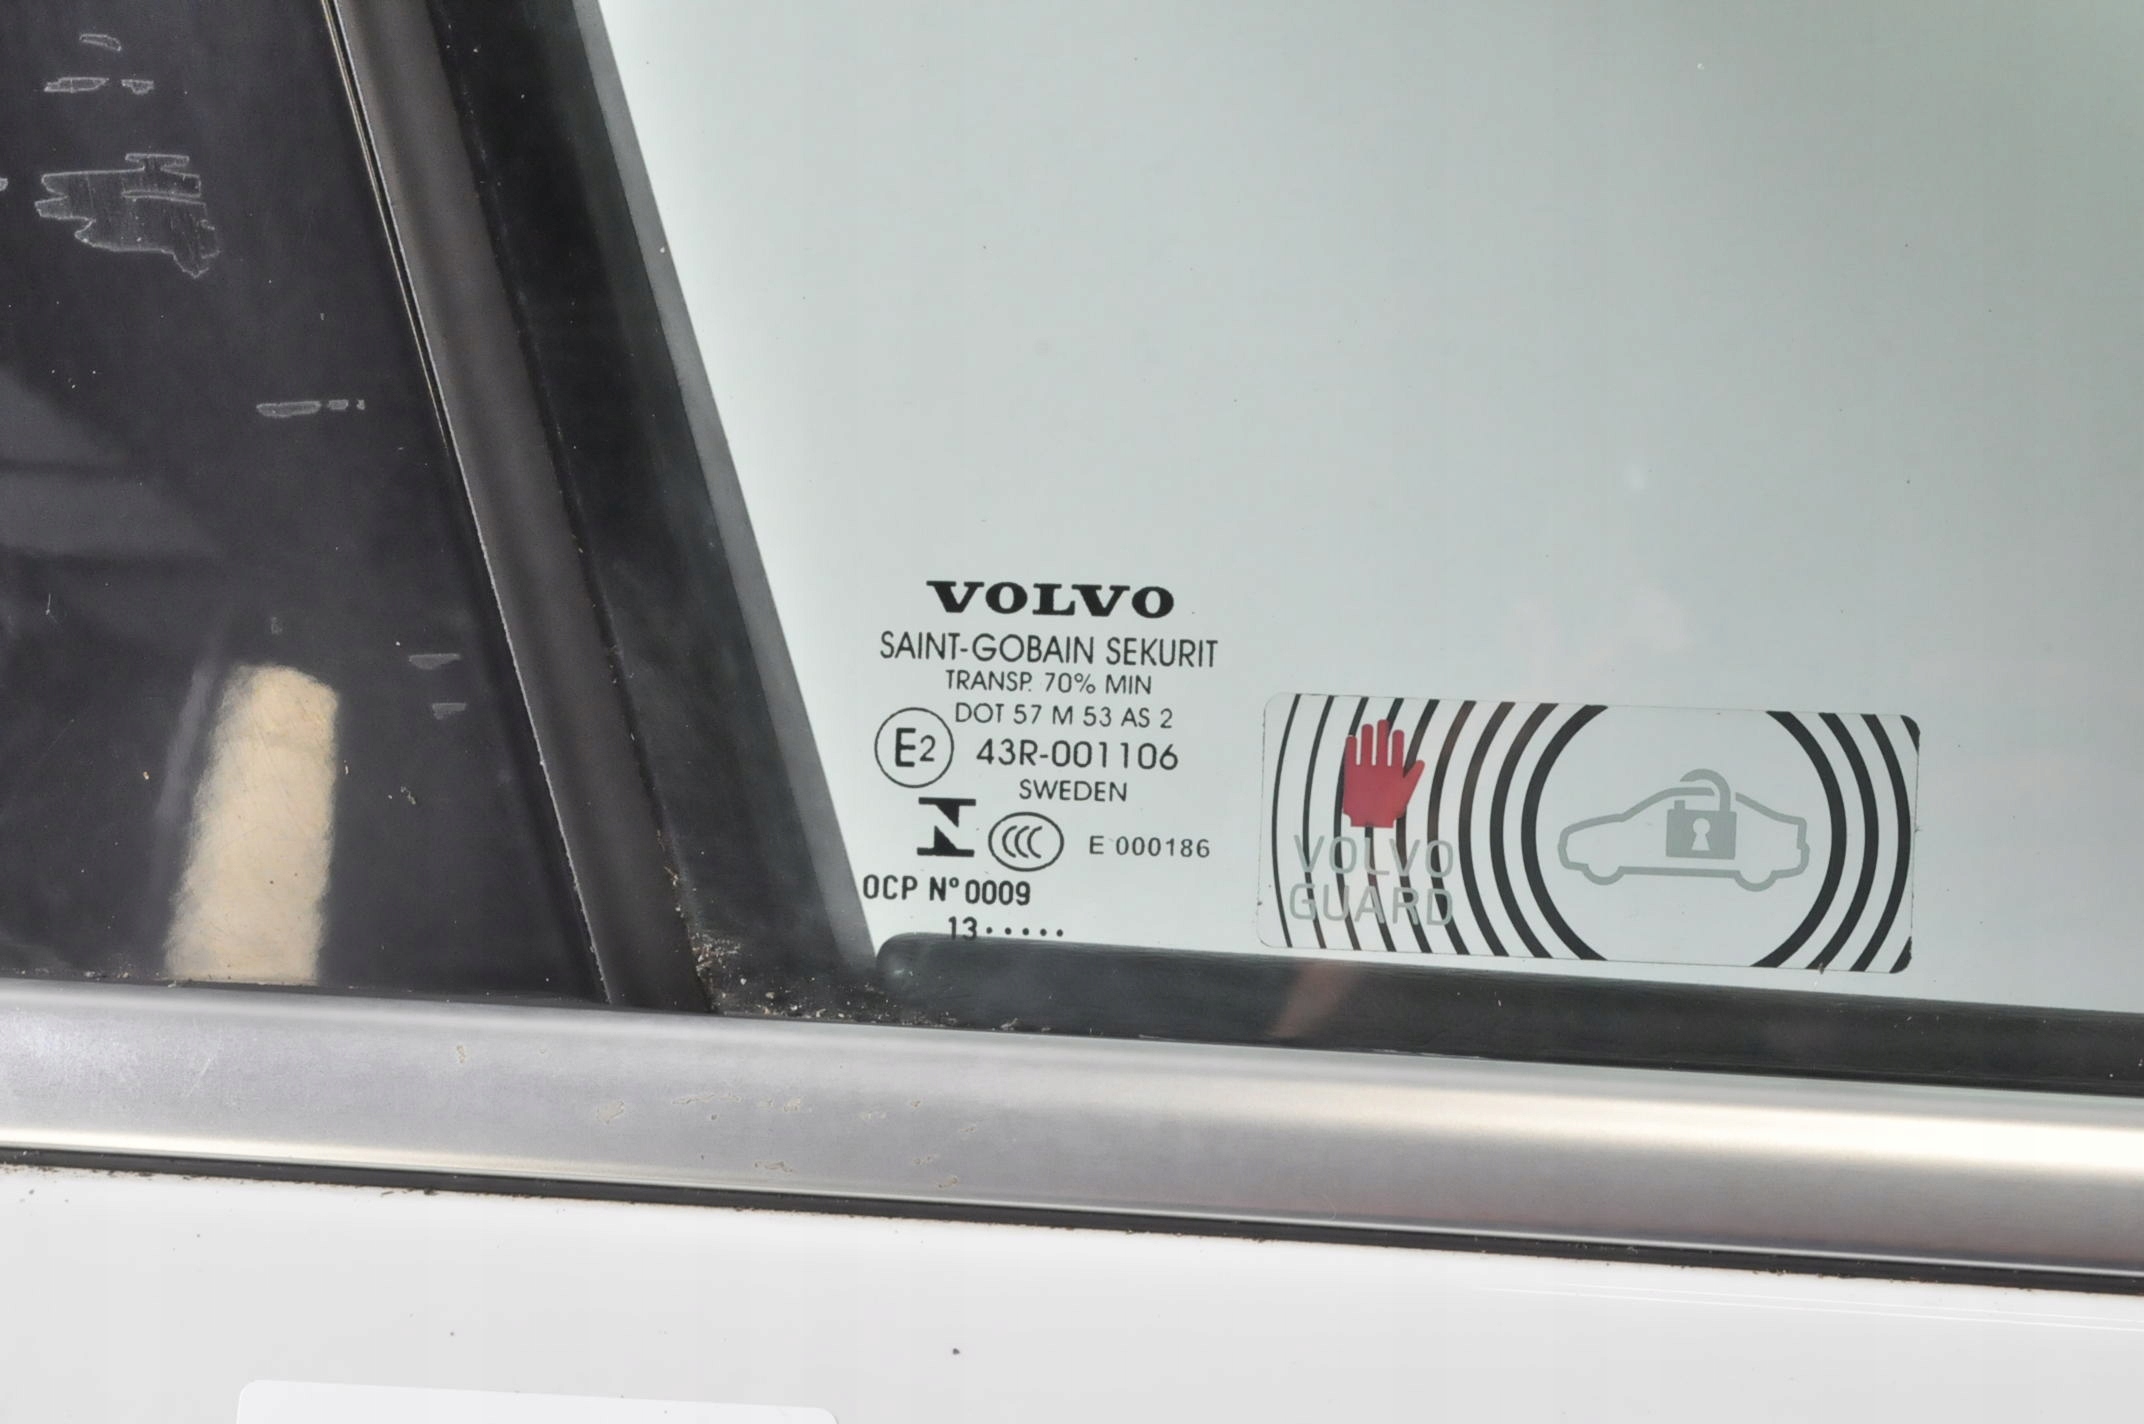 VOLVO
SAINT-GOBAIN SEKURIT
TRANSP. 70% MIN
DOT 57 M 53 AS 2
E2 43R-001106
SWEDEN
CCC E 000186
OCP Nº 0009
13.....
VOLVO
GUARD